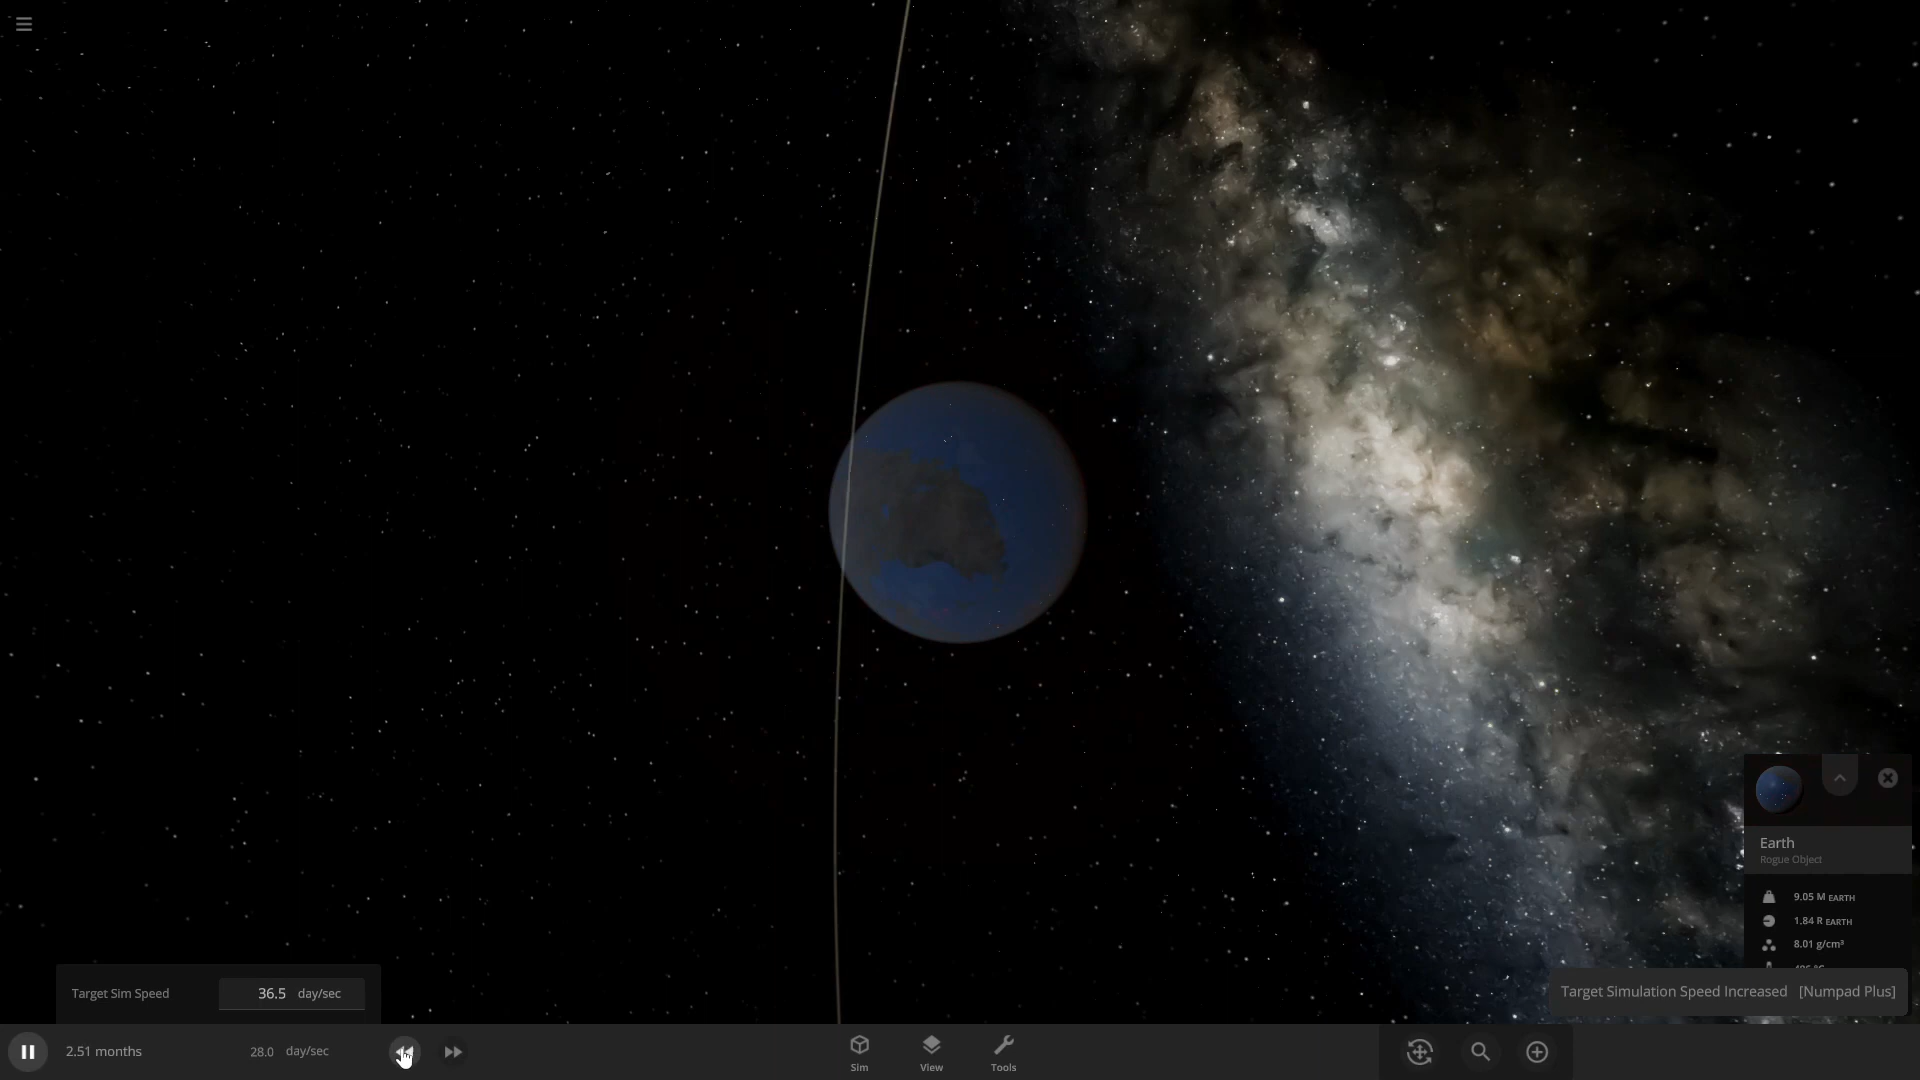 Earth
Rogue Object
9.05 M EARTH
1.84 R EARTH
8.01 g/cm³
Target Sim Speed 36.5 day/sec
Target Simulation Speed Increased [Numpad Plus]
2.51 months 28.0 day/sec
Sim View Tools